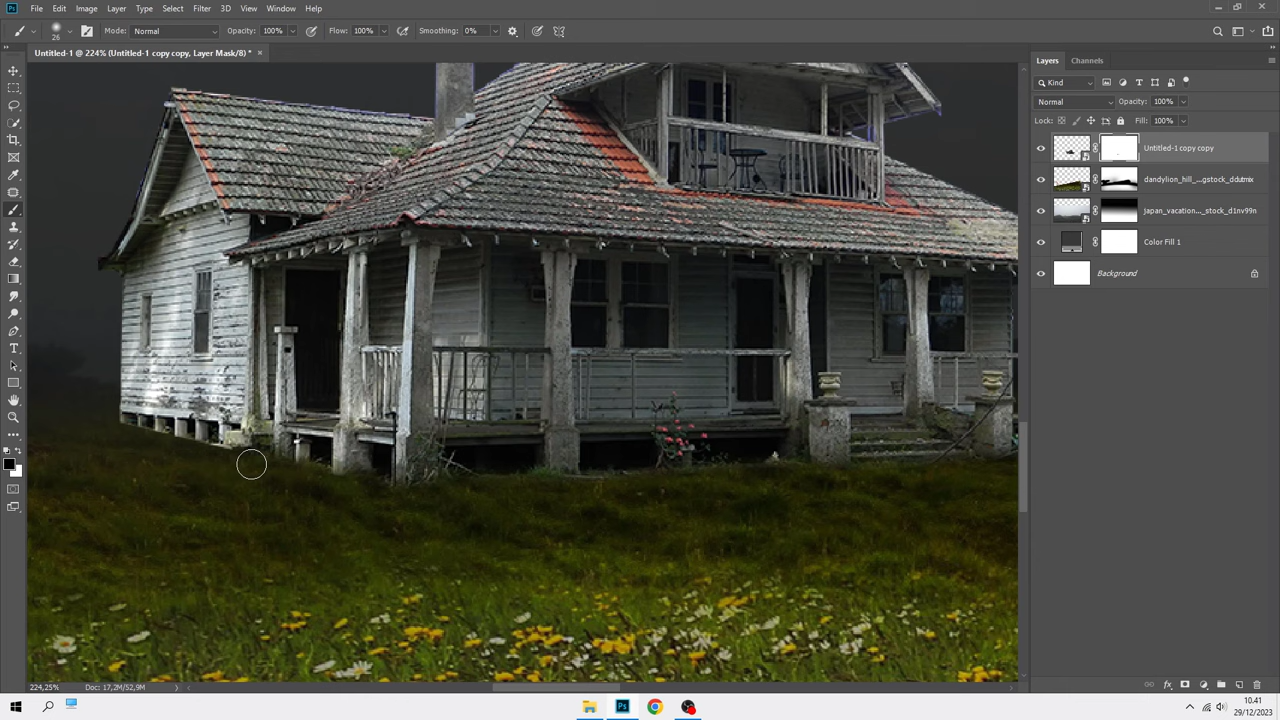 Ps File Edit Image Layer Type Select Filter 3D View Window Help
26 Mode: Normal Opacity: 100% Flow: 100% Smoothing: 0%
Untitled-1 @ 224% (Untitled-1 copy copy, Layer Mask/8) *
Layers Channels
Kind
Normal Opacity: 100%
Lock: Fill: 100%
Untitled-1 copy copy
dandylion_hill_...gstock_ddutmix
japan_vacation..._stock_d1nv99n
Color Fill 1
Background
224,25% Doc: 17,2M/52,9M
Ps
10.41
29/12/2023